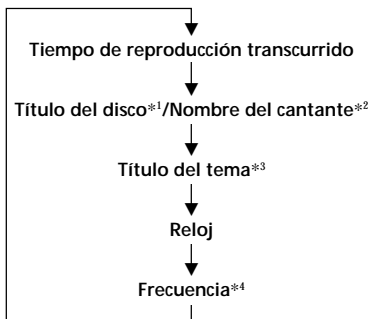 Tiempo de reproducción transcurrido
Título del disco*1/Nombre del cantante*2
Título del tema*3
Reloj
Frecuencia*4